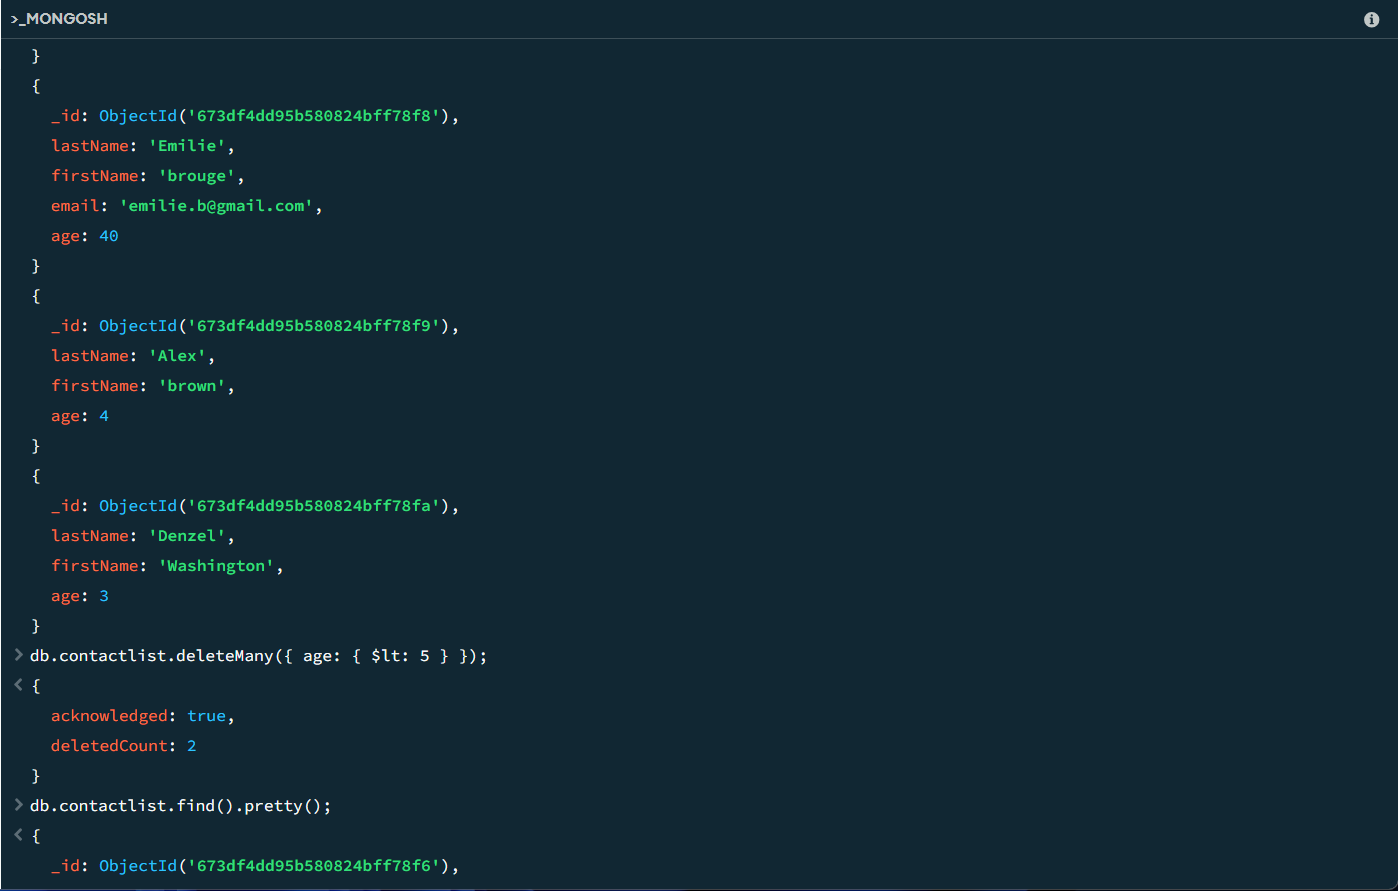 >_MONGOSH
}
{
_id: ObjectId('673df4dd95b580824bff78f8'),
lastName: 'Emilie',
firstName: 'brouge',
email: 'emilie.b@gmail.com',
age: 40
}
{
_id: ObjectId('673df4dd95b580824bff78f9'),
lastName: 'Alex',
firstName: 'brown',
age: 4
}
{
_id: ObjectId('673df4dd95b580824bff78fa'),
lastName: 'Denzel',
firstName: 'Washington',
age: 3
}
> db.contactlist.deleteMany({ age: { $lt: 5 } });
< {
acknowledged: true,
deletedCount: 2
}
> db.contactlist.find().pretty();
< {
_id: ObjectId('673df4dd95b580824bff78f6'),